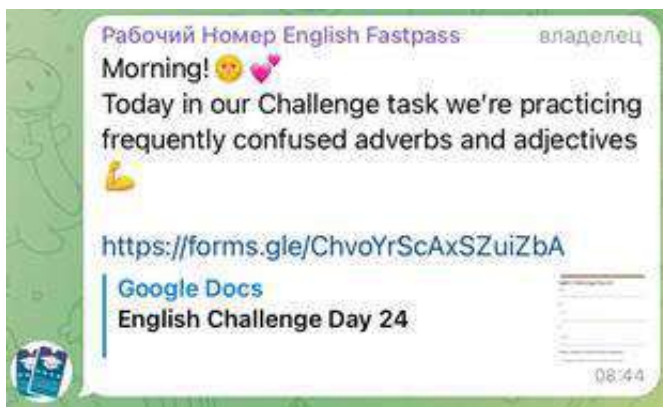 Рабочий Номер English Fastpass владелец
Morning! 🌞 💕
Today in our Challenge task we're practicing
frequently confused adverbs and adjectives
💪
https://forms.gle/ChvoYrScAxSZuiZbA
Google Docs
English Challenge Day 24
08:44